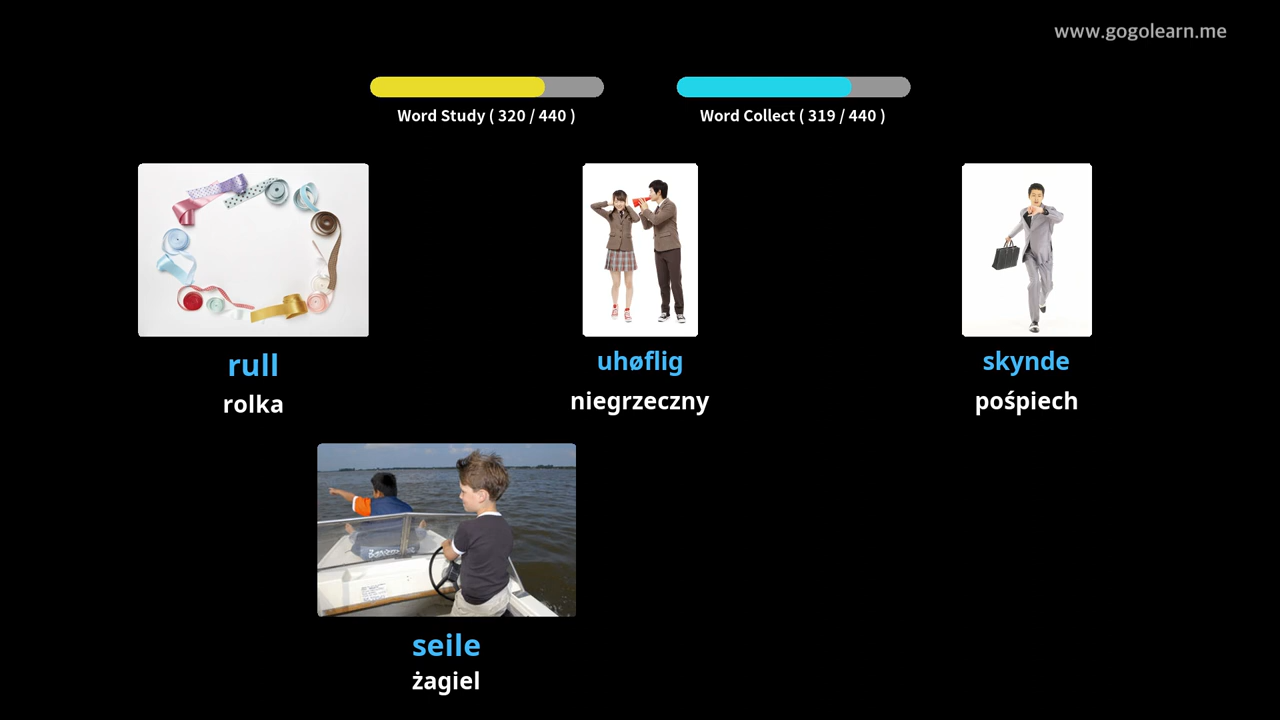 www.gogolearn.me
Word Study ( 320 / 440 )
Word Collect ( 319 / 440 )
rull
rolka
uhøflig
niegrzeczny
skynde
pośpiech
seile
żagiel